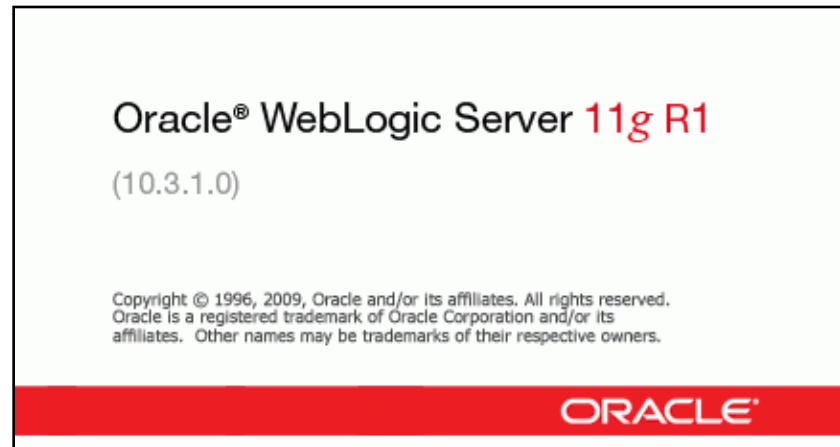 Oracle® WebLogic Server 11g R1
(10.3.1.0)
Copyright © 1996, 2009, Oracle and/or its affiliates. All rights reserved.
Oracle is a registered trademark of Oracle Corporation and/or its
affiliates.  Other names may be trademarks of their respective owners.
ORACLE®